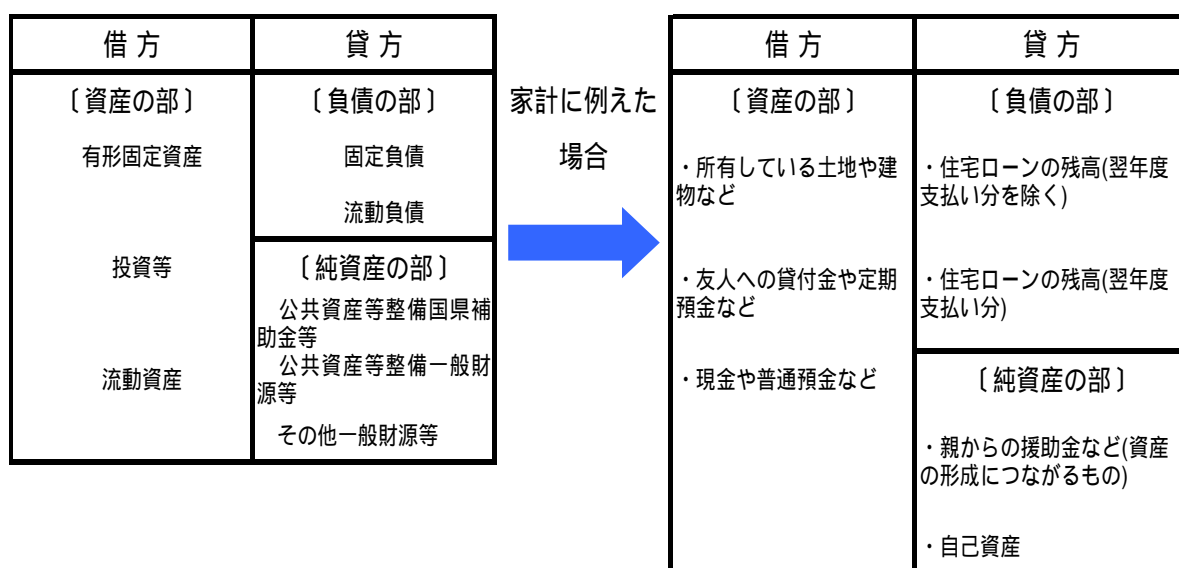 借 方
貸 方
〔資産の部〕
有形固定資産
投資等
流動資産
〔負債の部〕
固定負債
流動負債
〔純資産の部〕
公共資産等整備国県補
助金等
公共資産等整備一般財
源等
その他一般財源等
家計に例えた
場合
借 方
貸 方
〔資産の部〕
・所有している土地や建
物など
・友人への貸付金や定期
預金など
・現金や普通預金など
〔負債の部〕
・住宅ローンの残高(翌年度
支払い分を除く)
・住宅ローンの残高(翌年度
支払い分)
〔純資産の部〕
・親からの援助金など(資産
の形成につながるもの)
・自己資産